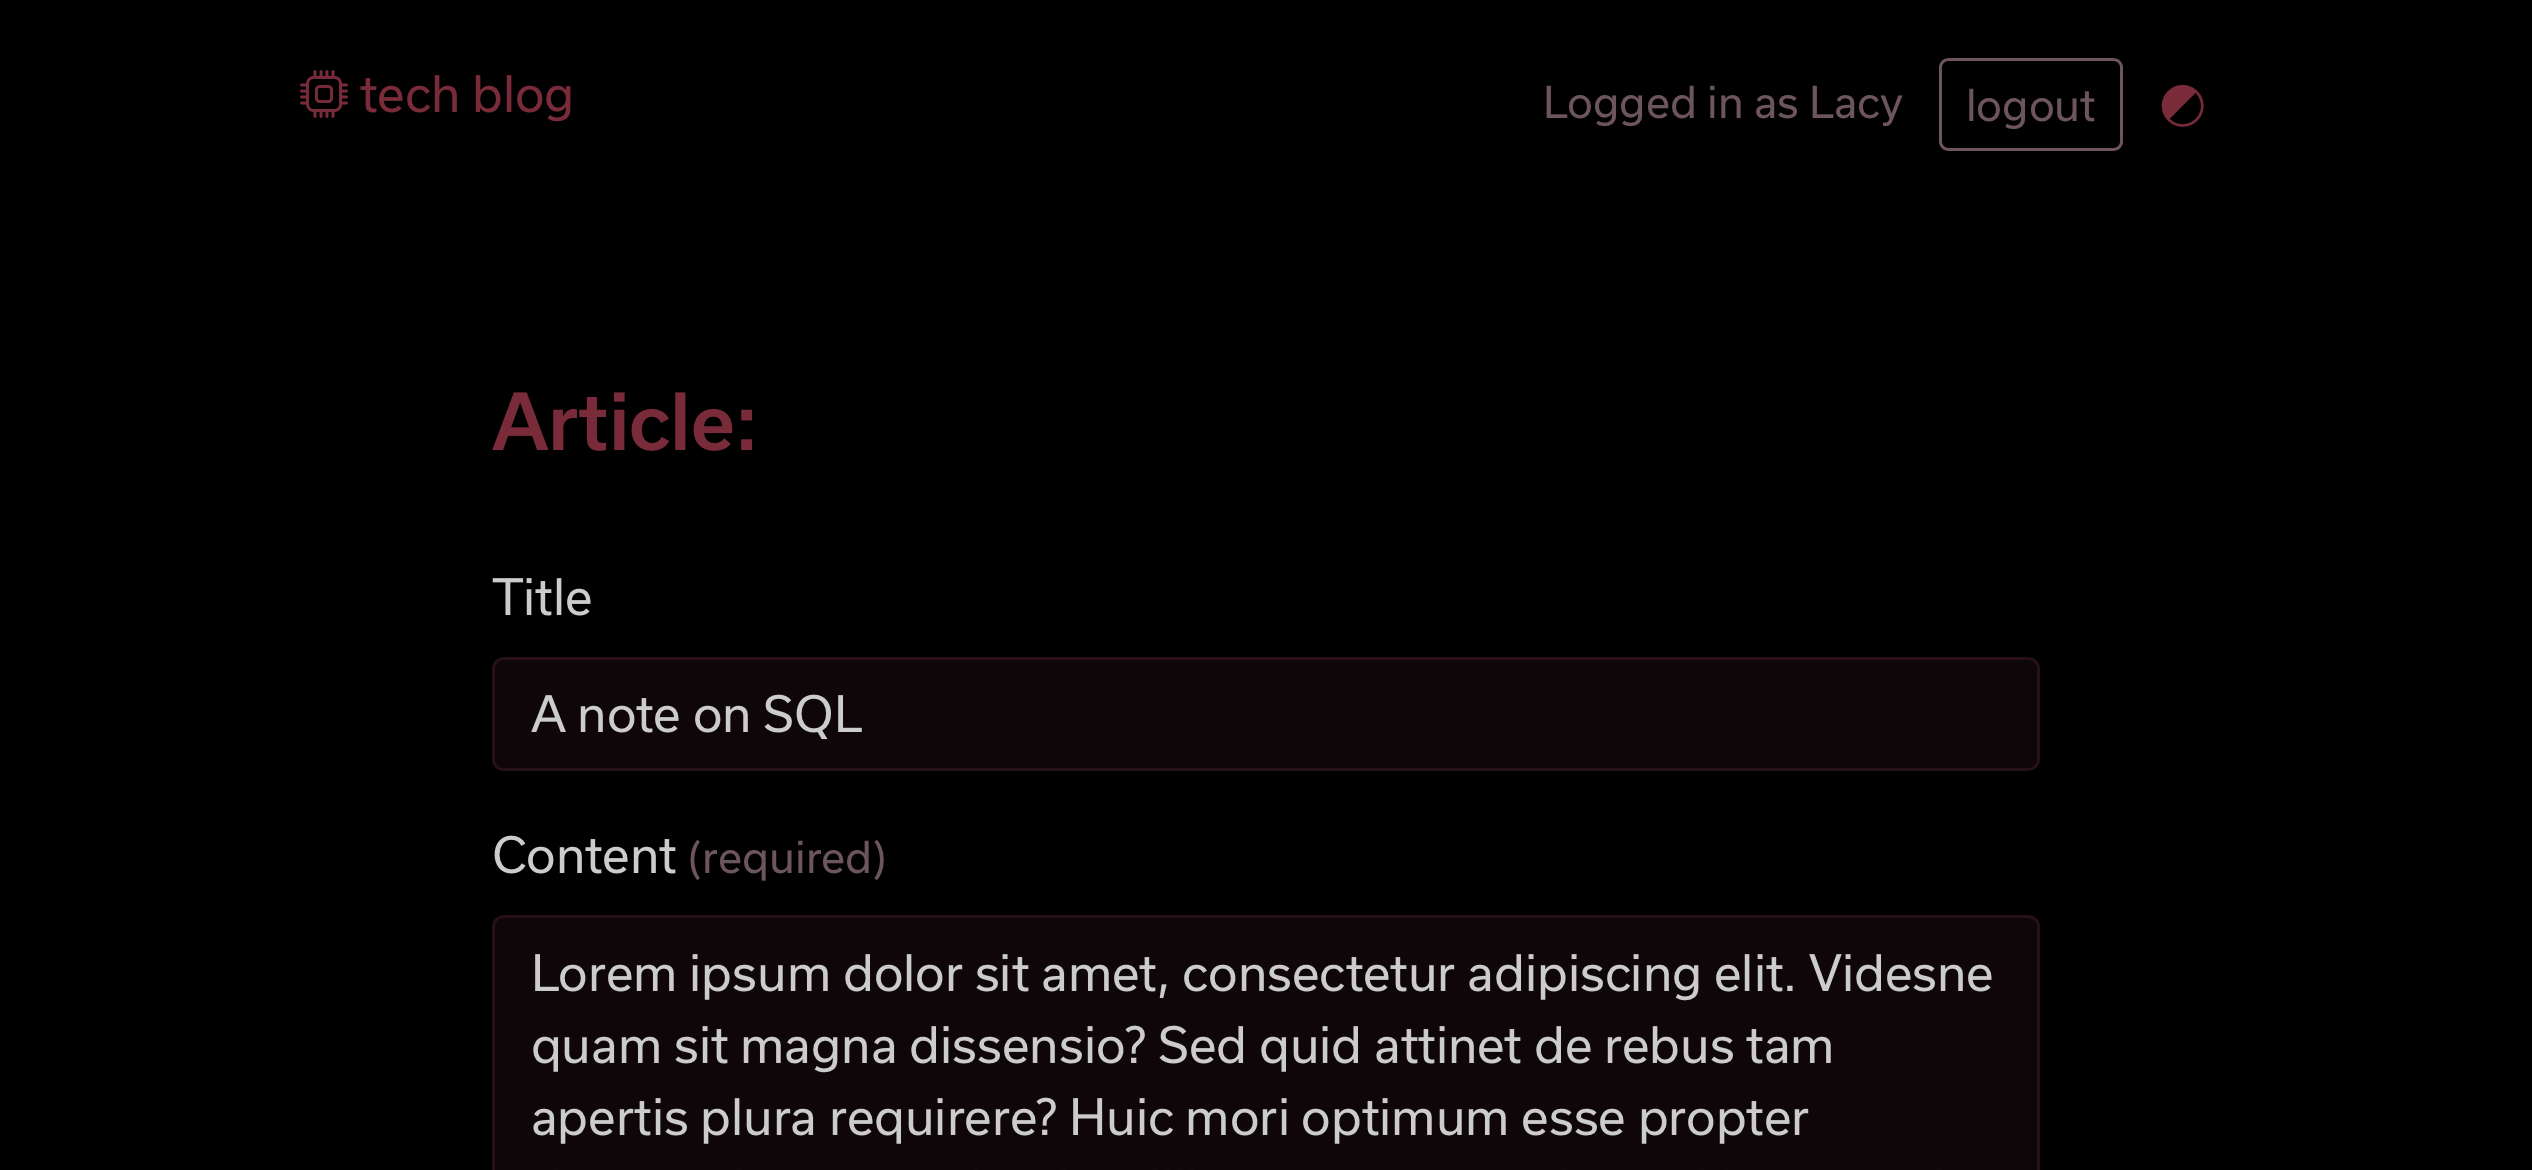 tech blog
Logged in as Lacy
logout
Article:
Title
A note on SQL
Content (required)
Lorem ipsum dolor sit amet, consectetur adipiscing elit. Videsne
quam sit magna dissensio? Sed quid attinet de rebus tam
apertis plura requirere? Huic mori optimum esse propter